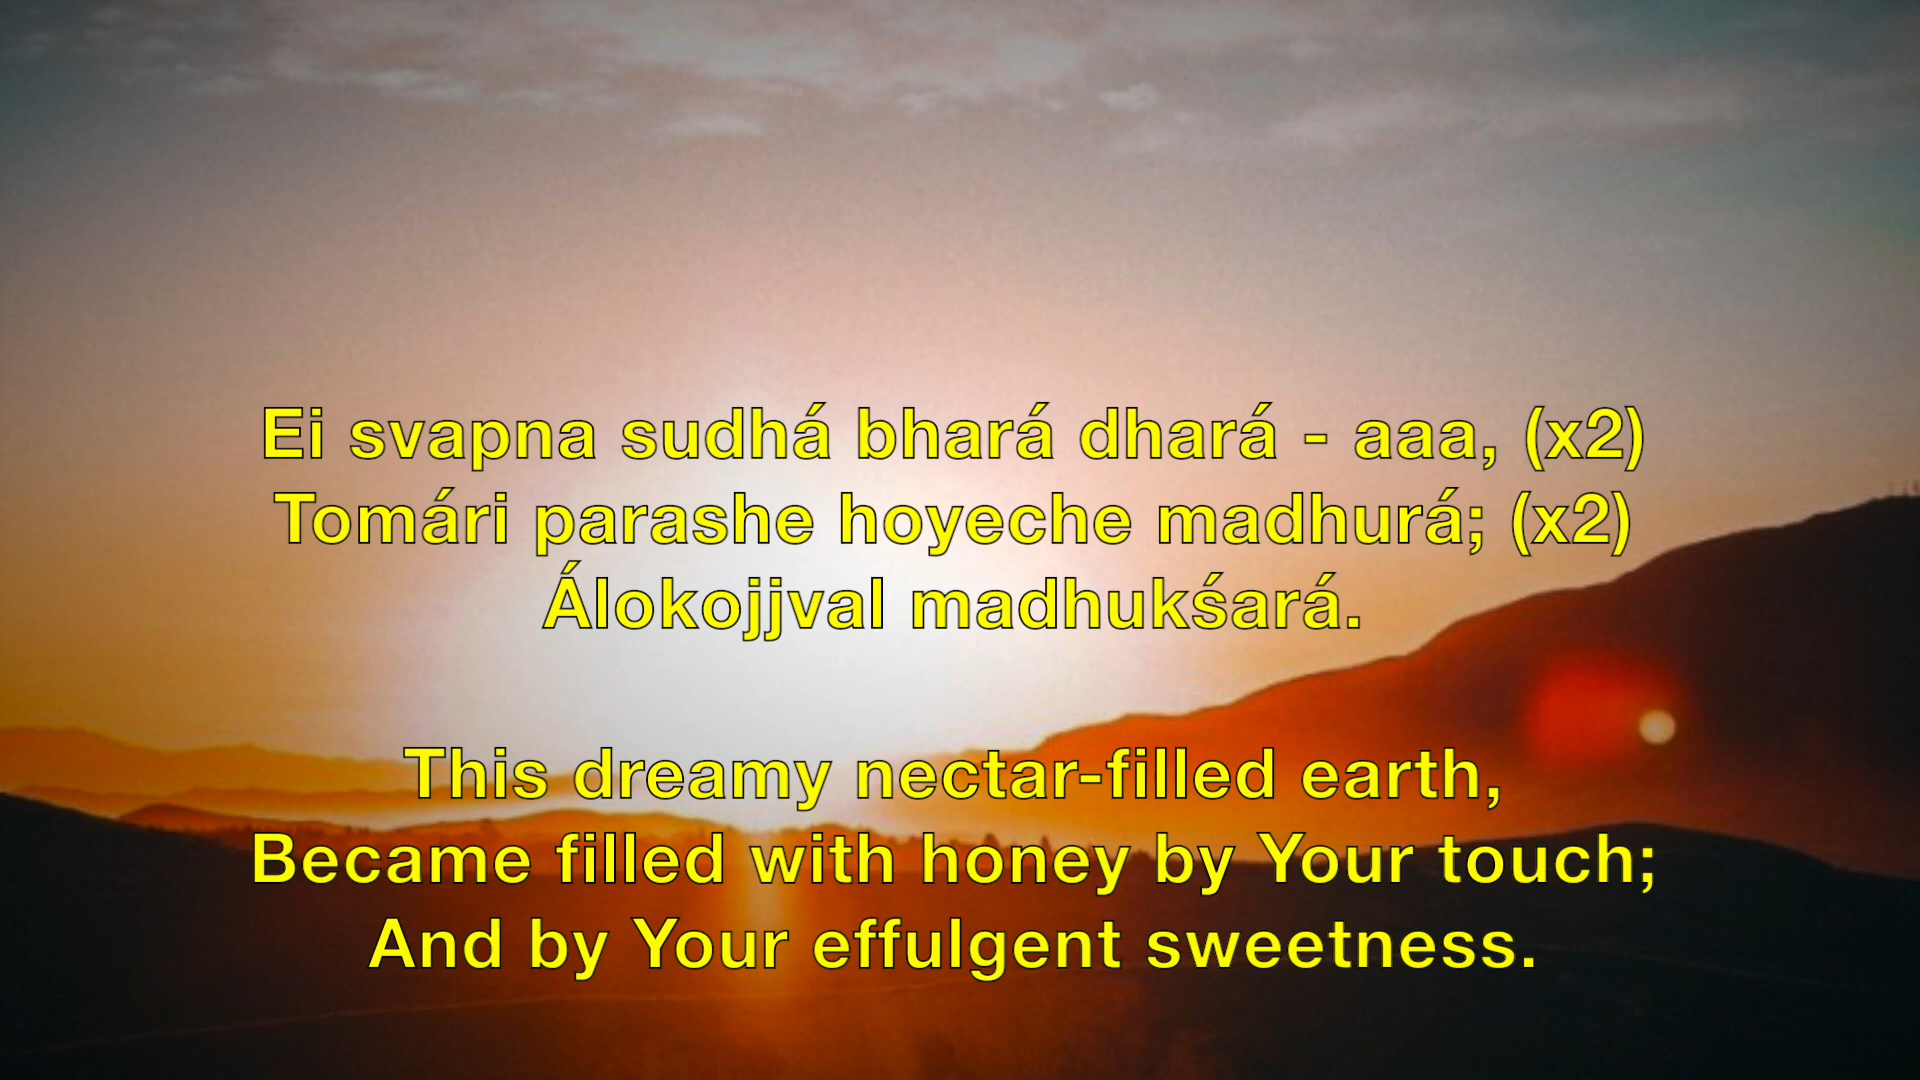 Ei svapna sudhá bhará dhará - aaa, (x2)
Tomári parashe hoyeche madhurá; (x2)
Álokojjval madhukśará.
This dreamy nectar-filled earth,
Became filled with honey by Your touch;
And by Your effulgent sweetness.